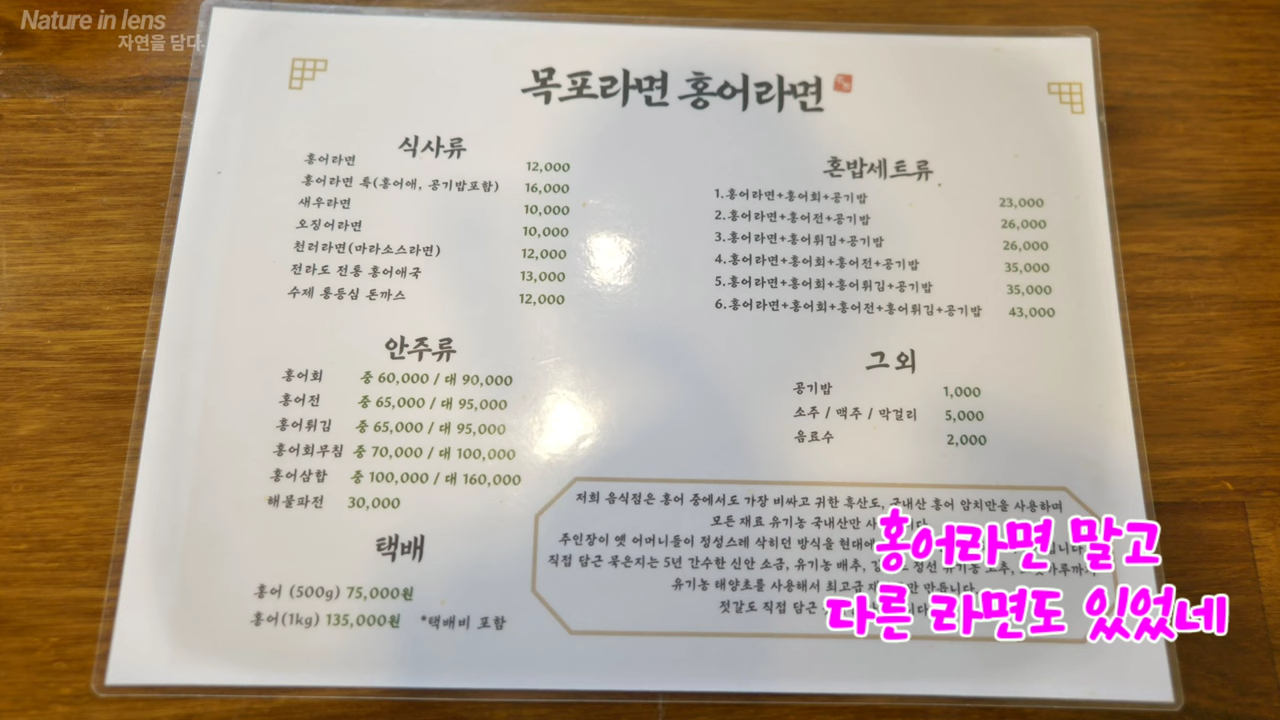 Nature in lens
자연을 담다.
목포라면 홍어라면
식사류
홍어라면 12,000
홍어라면 특(홍어애, 공기밥포함) 16,000
새우라면 10,000
오징어라면 10,000
천러라면(마라소스라면) 12,000
전라도 전통 홍어애국 13,000
수제 통등심 돈까스 12,000
안주류
홍어회 중 60,000 / 대 90,000
홍어전 중 65,000 / 대 95,000
홍어튀김 중 65,000 / 대 95,000
홍어회무침 중 70,000 / 대 100,000
홍어삼합 중 100,000 / 대 160,000
해물파전 30,000
택배
홍어 (500g) 75,000원
홍어(1kg) 135,000원 *택배비 포함
혼밥세트류
1.홍어라면+홍어회+공기밥 23,000
2.홍어라면+홍어전+공기밥 26,000
3.홍어라면+홍어튀김+공기밥 26,000
4.홍어라면+홍어회+홍어전+공기밥 35,000
5.홍어라면+홍어회+홍어튀김+공기밥 35,000
6.홍어라면+홍어회+홍어전+홍어튀김+공기밥 43,000
그외
공기밥 1,000
소주 / 맥주 / 막걸리 5,000
음료수 2,000
저희 음식점은 홍어 중에서도 가장 비싸고 귀한 흑산도, 국내산 홍어 암치만을 사용하며
모든 재료 유기농 국내산만
주인장이 옛 어머니들이 정성스레 삭히던 방식을 현대에
직접 담근 묵은지는 5년 간수한 신안 소금, 유기농 배추, 정선 유기농
유기농 태양초를 사용해서 최고급 만듭니다
젓갈도 직접 담근
홍어라면 말고
다른 라면도 있었네